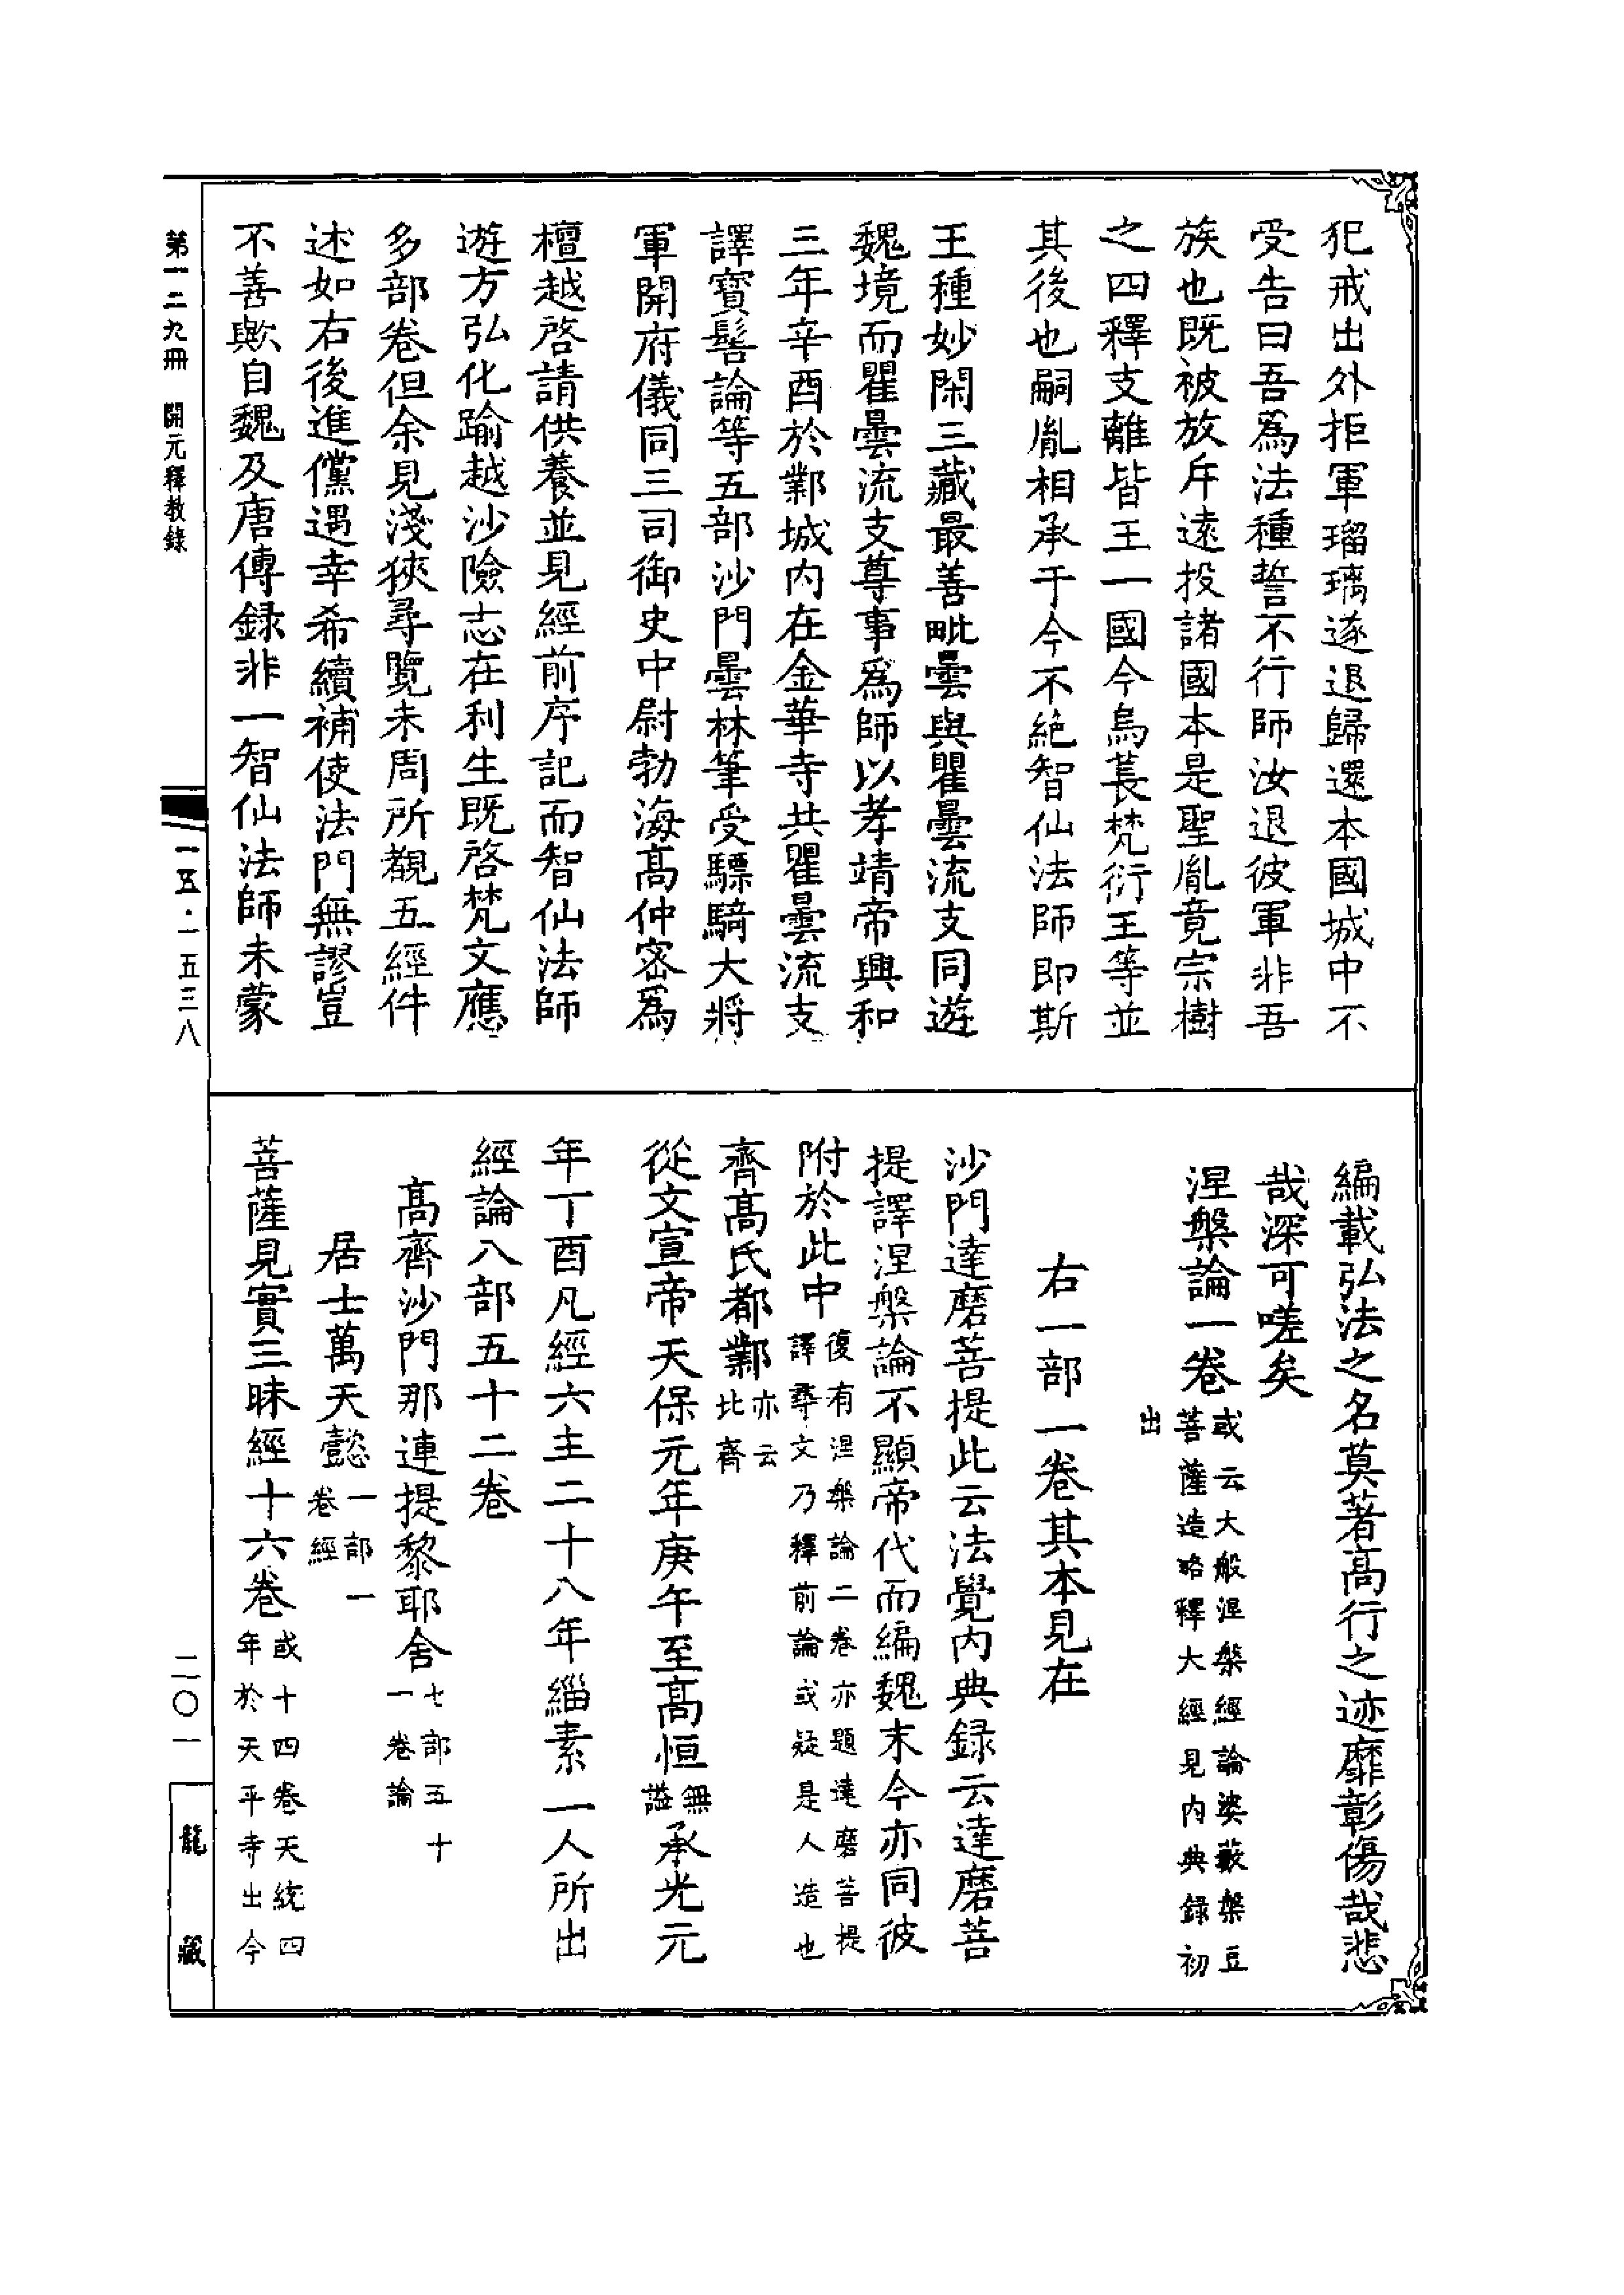 犯戒出外拒軍瑠璃遂退歸還本國城中不
受告曰吾爲法種誓不行師汝退彼軍非吾
族也既被放斥遠投諸國本是聖胤竟宗樹
之四釋支離皆王一國今烏萇梵衍王等並
其後也嗣胤相承于今不絶智仙法師即斯
王種妙閑三藏最善毗曇與瞿曇流支同遊
魏境而瞿曇流支尊事爲師以孝靖帝興和
三年辛酉於鄴城内在金華寺共瞿曇流支
譯寶髻論等五部沙門曇林筆受驃騎大將
軍開府儀同三司御史中尉勃海髙仲密爲
檀越啓請供養並見經前序記而智仙法師
遊方弘化踰越沙險志在利生既啓梵文應
多部卷但余見淺狹尋覽未周所覩五經件
述如右後進儻遇幸希續補使法門無謬豈
不善歟自魏及唐傳録非一智仙法師未蒙
編載弘法之名莫著髙行之迹靡彰傷哉悲
哉深可嗟矣
涅槃論一卷或云大般涅槃經論婆藪槃豆
菩薩造略釋大經見内典録初
出
右一部一卷其本見在
沙門達磨菩提此云法覺内典録云達磨菩
提譯涅槃論不顯帝代而編魏末今亦同彼
附於此中復有涅槃論二卷亦題達磨菩提
譯尋文乃釋前論或疑是人造也
齊髙氏都鄴亦云
北齊
從文宣帝天保元年庚午至髙恒無
謚承光元
年丁酉凡經六主二十八年緇素一人所出
經論八部五十二卷
髙齊沙門那連提黎耶舍七部五十
一卷論
居士萬天懿一部一
卷經
菩薩見實三昧經十六卷或十四卷天統四
年於天平寺出今
第一二九冊 開元釋教錄
一五·一五三八
二〇一
龍藏